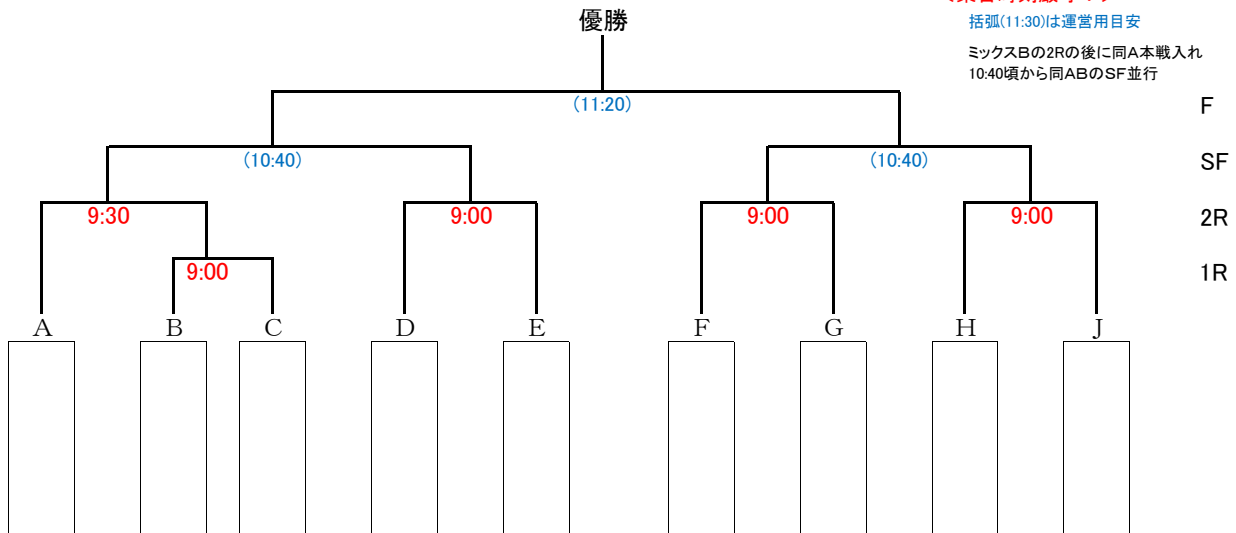 優勝
括弧(11:30)は運営用目安
ミックスBの2Rの後に同A本戦入れ
10:40頃から同ABのSF並行
(11:20)
F
(10:40) (10:40)
SF
9:30 9:00 9:00 9:00
2R
9:00
1R
A B C D E F G H J